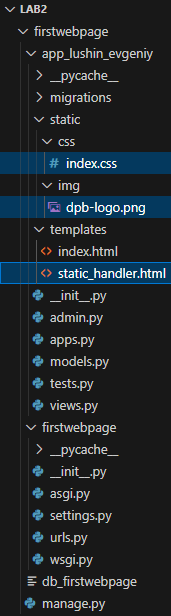 LAB2
firstwebpage
app_lushin_evgeniy
__pycache__
migrations
static
css
index.css
img
dpb-logo.png
templates
index.html
static_handler.html
__init__.py
admin.py
apps.py
models.py
tests.py
views.py
firstwebpage
__pycache__
__init__.py
asgi.py
settings.py
urls.py
wsgi.py
db_firstwebpage
manage.py